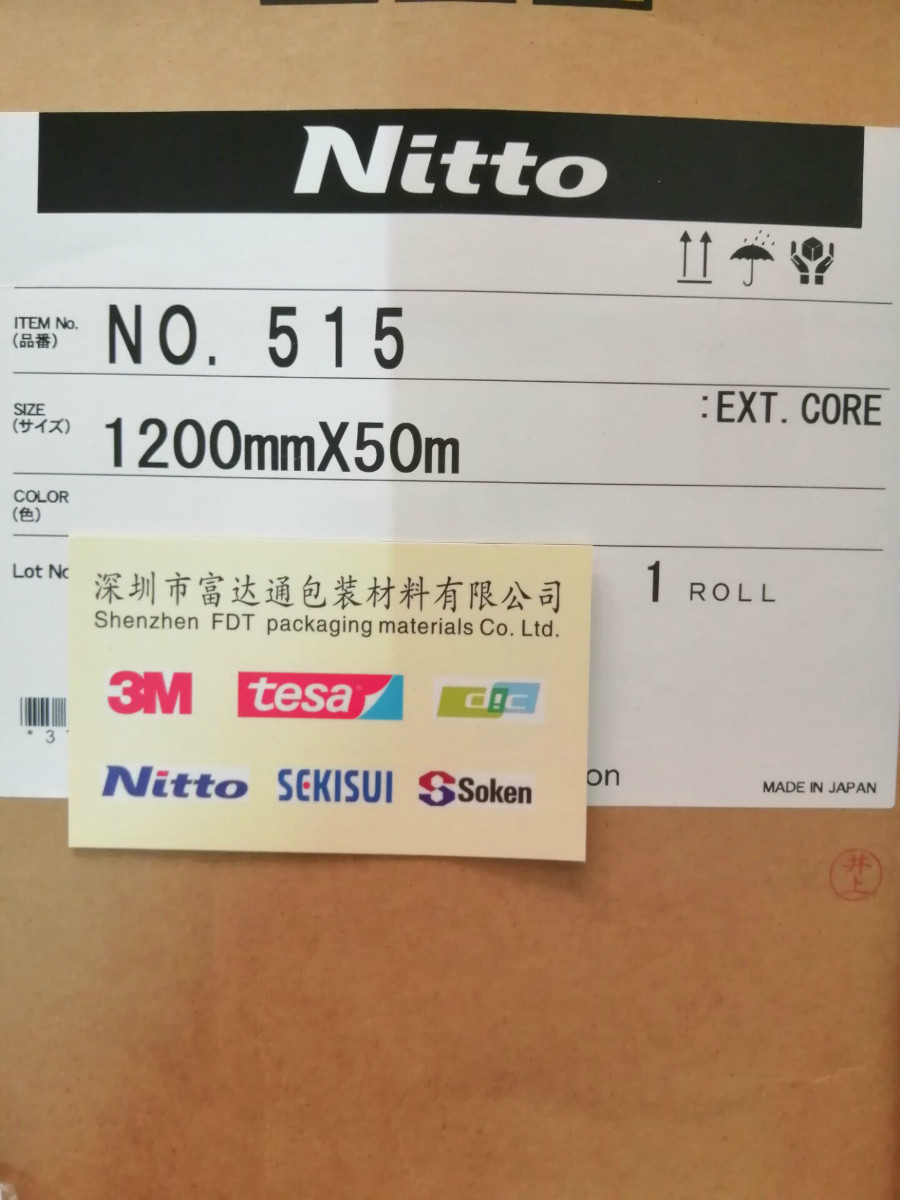 Nitto
ITEM No.
(品番)
NO. 515
SIZE
(サイズ)
1200mmX50m
:EXT. CORE
COLOR
(色)
Lot No
1 ROLL
深圳市富达通包装材料有限公司
Shenzhen FDT packaging materials Co. Ltd.
3M
tesa
dic
Nitto
SEKISUI
Soken
* 3
on
MADE IN JAPAN
井上